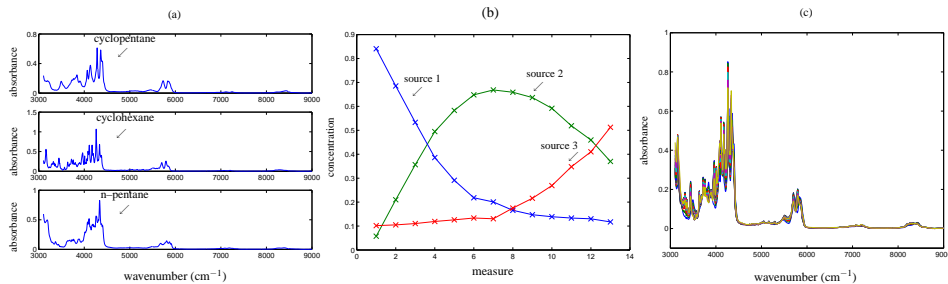 (a)
cyclopentane
0.8
0.4
0
absorbance
3000 4000 5000 6000 7000 8000 9000
cyclohexane
1.5
1
0.5
0
absorbance
3000 4000 5000 6000 7000 8000 9000
n−pentane
1
0.5
0
absorbance
3000 4000 5000 6000 7000 8000 9000
wavenumber (cm−1)
(b)
0.9
0.8
0.7
0.6
0.5
0.4
0.3
0.2
0.1
0
concentration
source 1
source 2
source 3
0 2 4 6 8 10 12 14
measure
(c)
1
0.8
0.6
0.4
0.2
0
absorbance
3000 4000 5000 6000 7000 8000 900
wavenumber (cm−1)